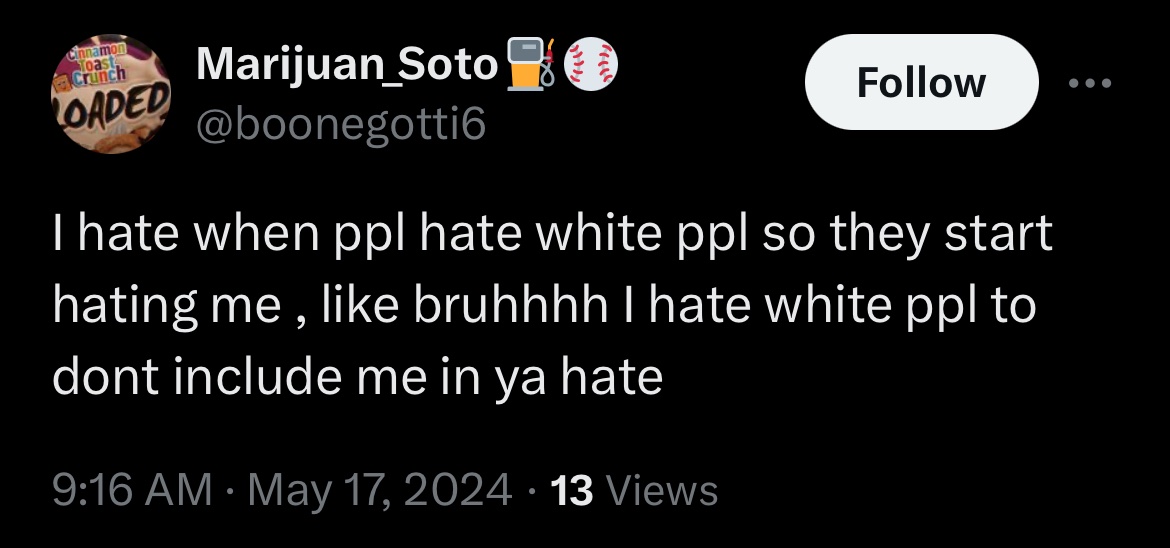 Cinnamon
Toast
Crunch
LOADED
Marijuan_Soto⛽⚾
@boonegotti6
Follow
I hate when ppl hate white ppl so they start
hating me , like bruhhhh I hate white ppl to
dont include me in ya hate
9:16 AM · May 17, 2024 · 13 Views